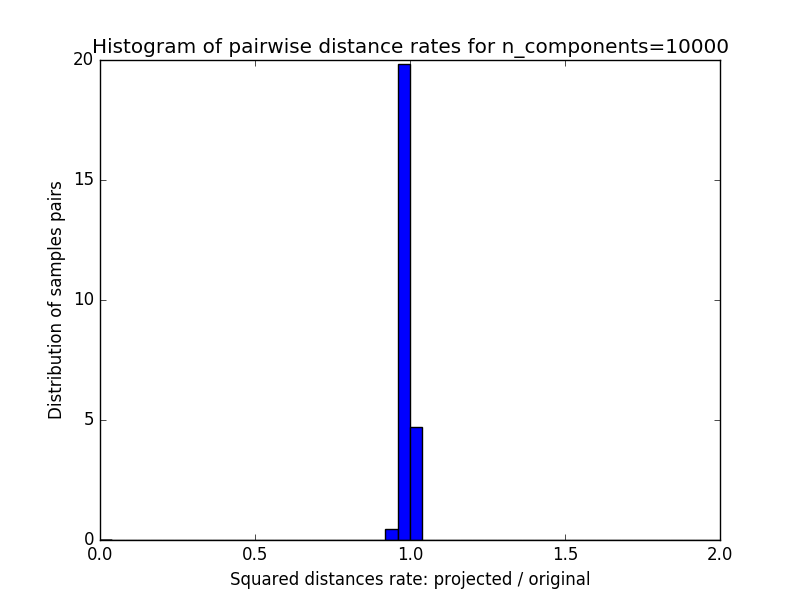 Histogram of pairwise distance rates for n_components=10000
20
15
10
5
0
Distribution of samples pairs
0.0 0.5 1.0 1.5 2.0
Squared distances rate: projected / original